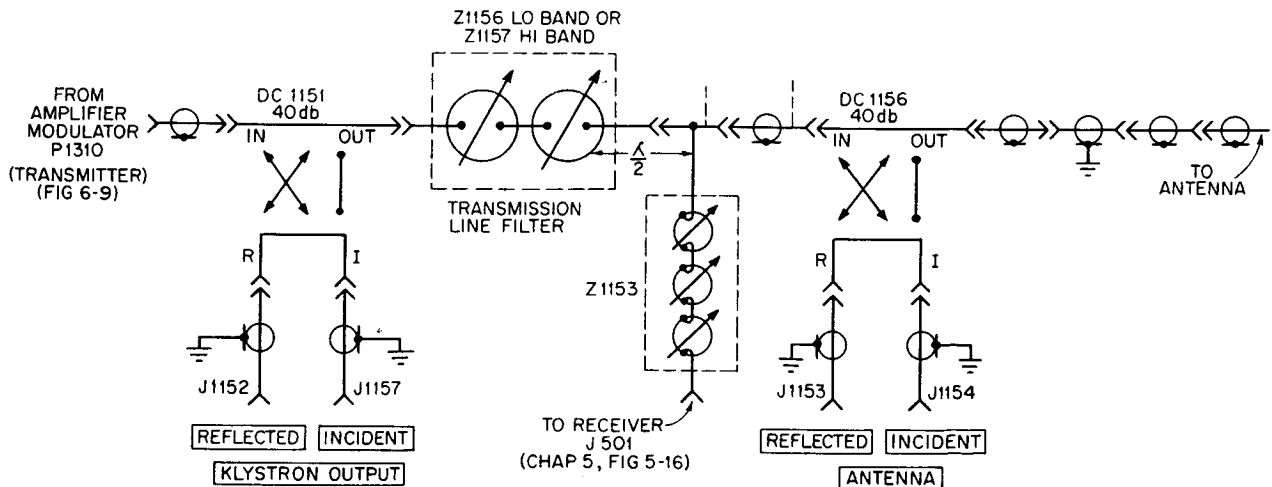 Z1156 LO BAND OR
Z1157 HI BAND
FROM
AMPLIFIER
MODULATOR
P1310
(TRANSMITTER)
(FIG 6-9)
DC 1151
40db
IN
OUT
TRANSMISSION
LINE FILTER
λ
2
DC 1156
40db
IN
OUT
TO
ANTENNA
R
I
J1152
J1157
REFLECTED
INCIDENT
KLYSTRON OUTPUT
Z1153
TO RECEIVER
J 501
(CHAP 5, FIG 5-16)
R
I
J1153
J1154
REFLECTED
INCIDENT
ANTENNA